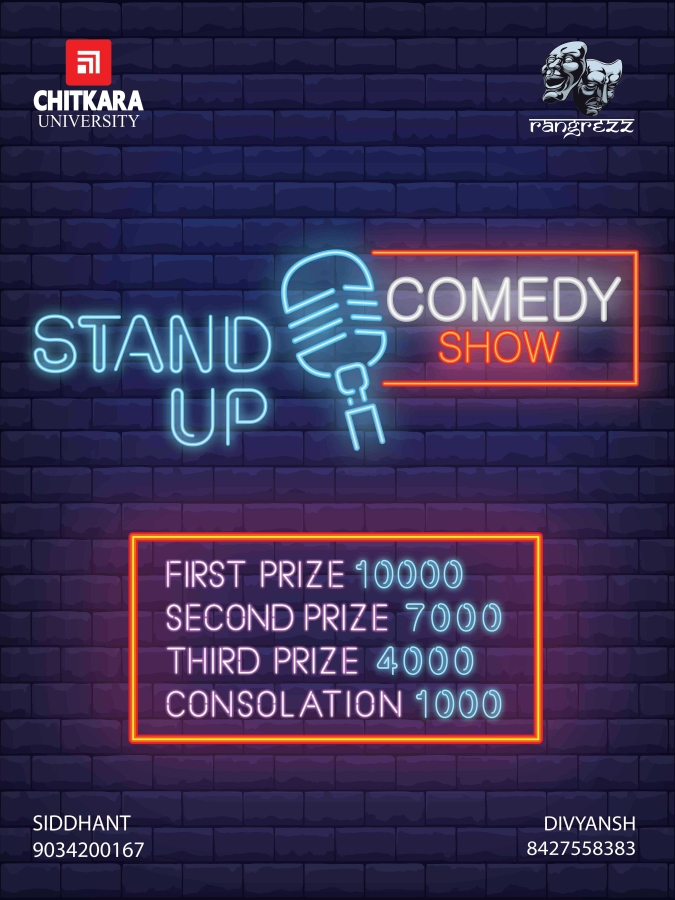 CHITKARA
UNIVERSITY
rangrezz
STAND
UP
COMEDY
SHOW
FIRST PRIZE 10000
SECOND PRIZE 7000
THIRD PRIZE 4000
CONSOLATION 1000
SIDDHANT
9034200167
DIVYANSH
8427558383